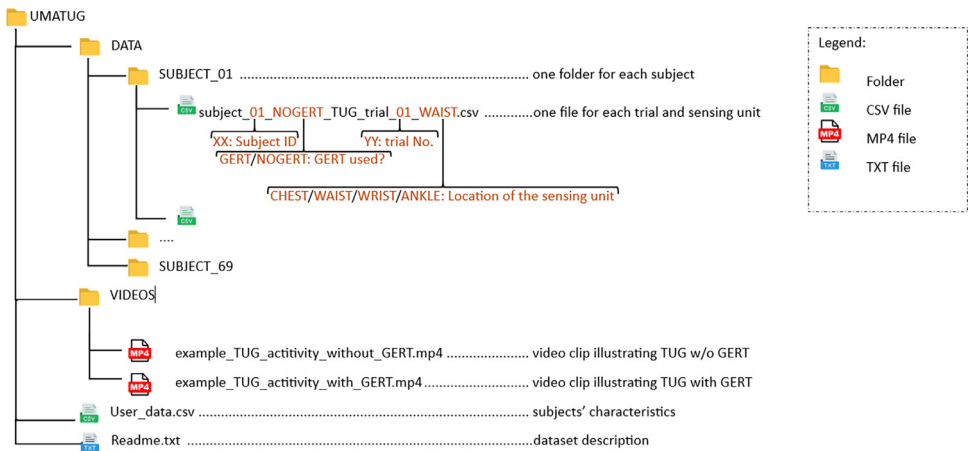 UMATUG
DATA
SUBJECT_01 ........ one folder for each subject
CSV subject_01_NOGERT_TUG_trial_01_WAIST.csv ............one file for each trial and sensing unit
XX: Subject ID YY: trial No.
GERT/NOGERT: GERT used?
CHEST/WAIST/WRIST/ANKLE: Location of the sensing unit
CSV
....
SUBJECT_69
VIDEOS
MP4 example_TUG_actitivity_without_GERT.mp4 ........ video clip illustrating TUG w/o GERT
MP4 example_TUG_actitivity_with_GERT.mp4 ........ video clip illustrating TUG with GERT
CSV User_data.csv ........ subjects' characteristics
TXT Readme.txt ........ dataset description
Legend:
Folder
CSV CSV file
MP4 MP4 file
TXT TXT file